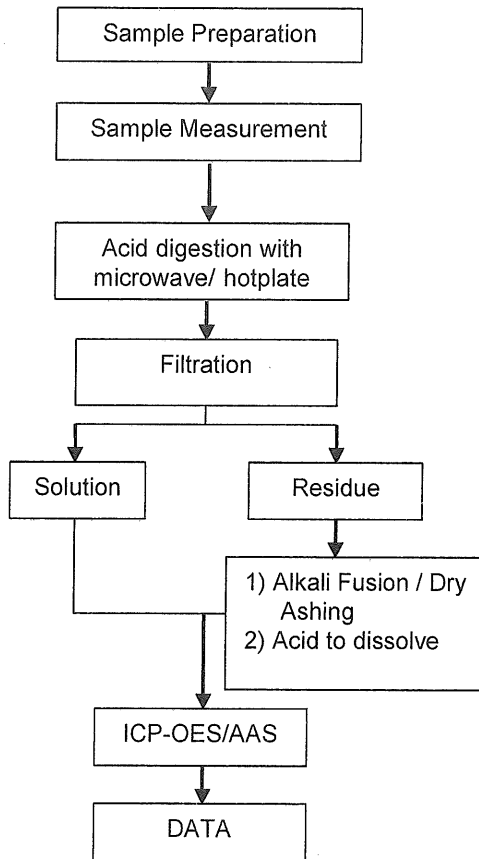 Sample Preparation
Sample Measurement
Acid digestion with
microwave/ hotplate
Filtration
Solution
Residue
1) Alkali Fusion / Dry
Ashing
2) Acid to dissolve
ICP-OES/AAS
DATA